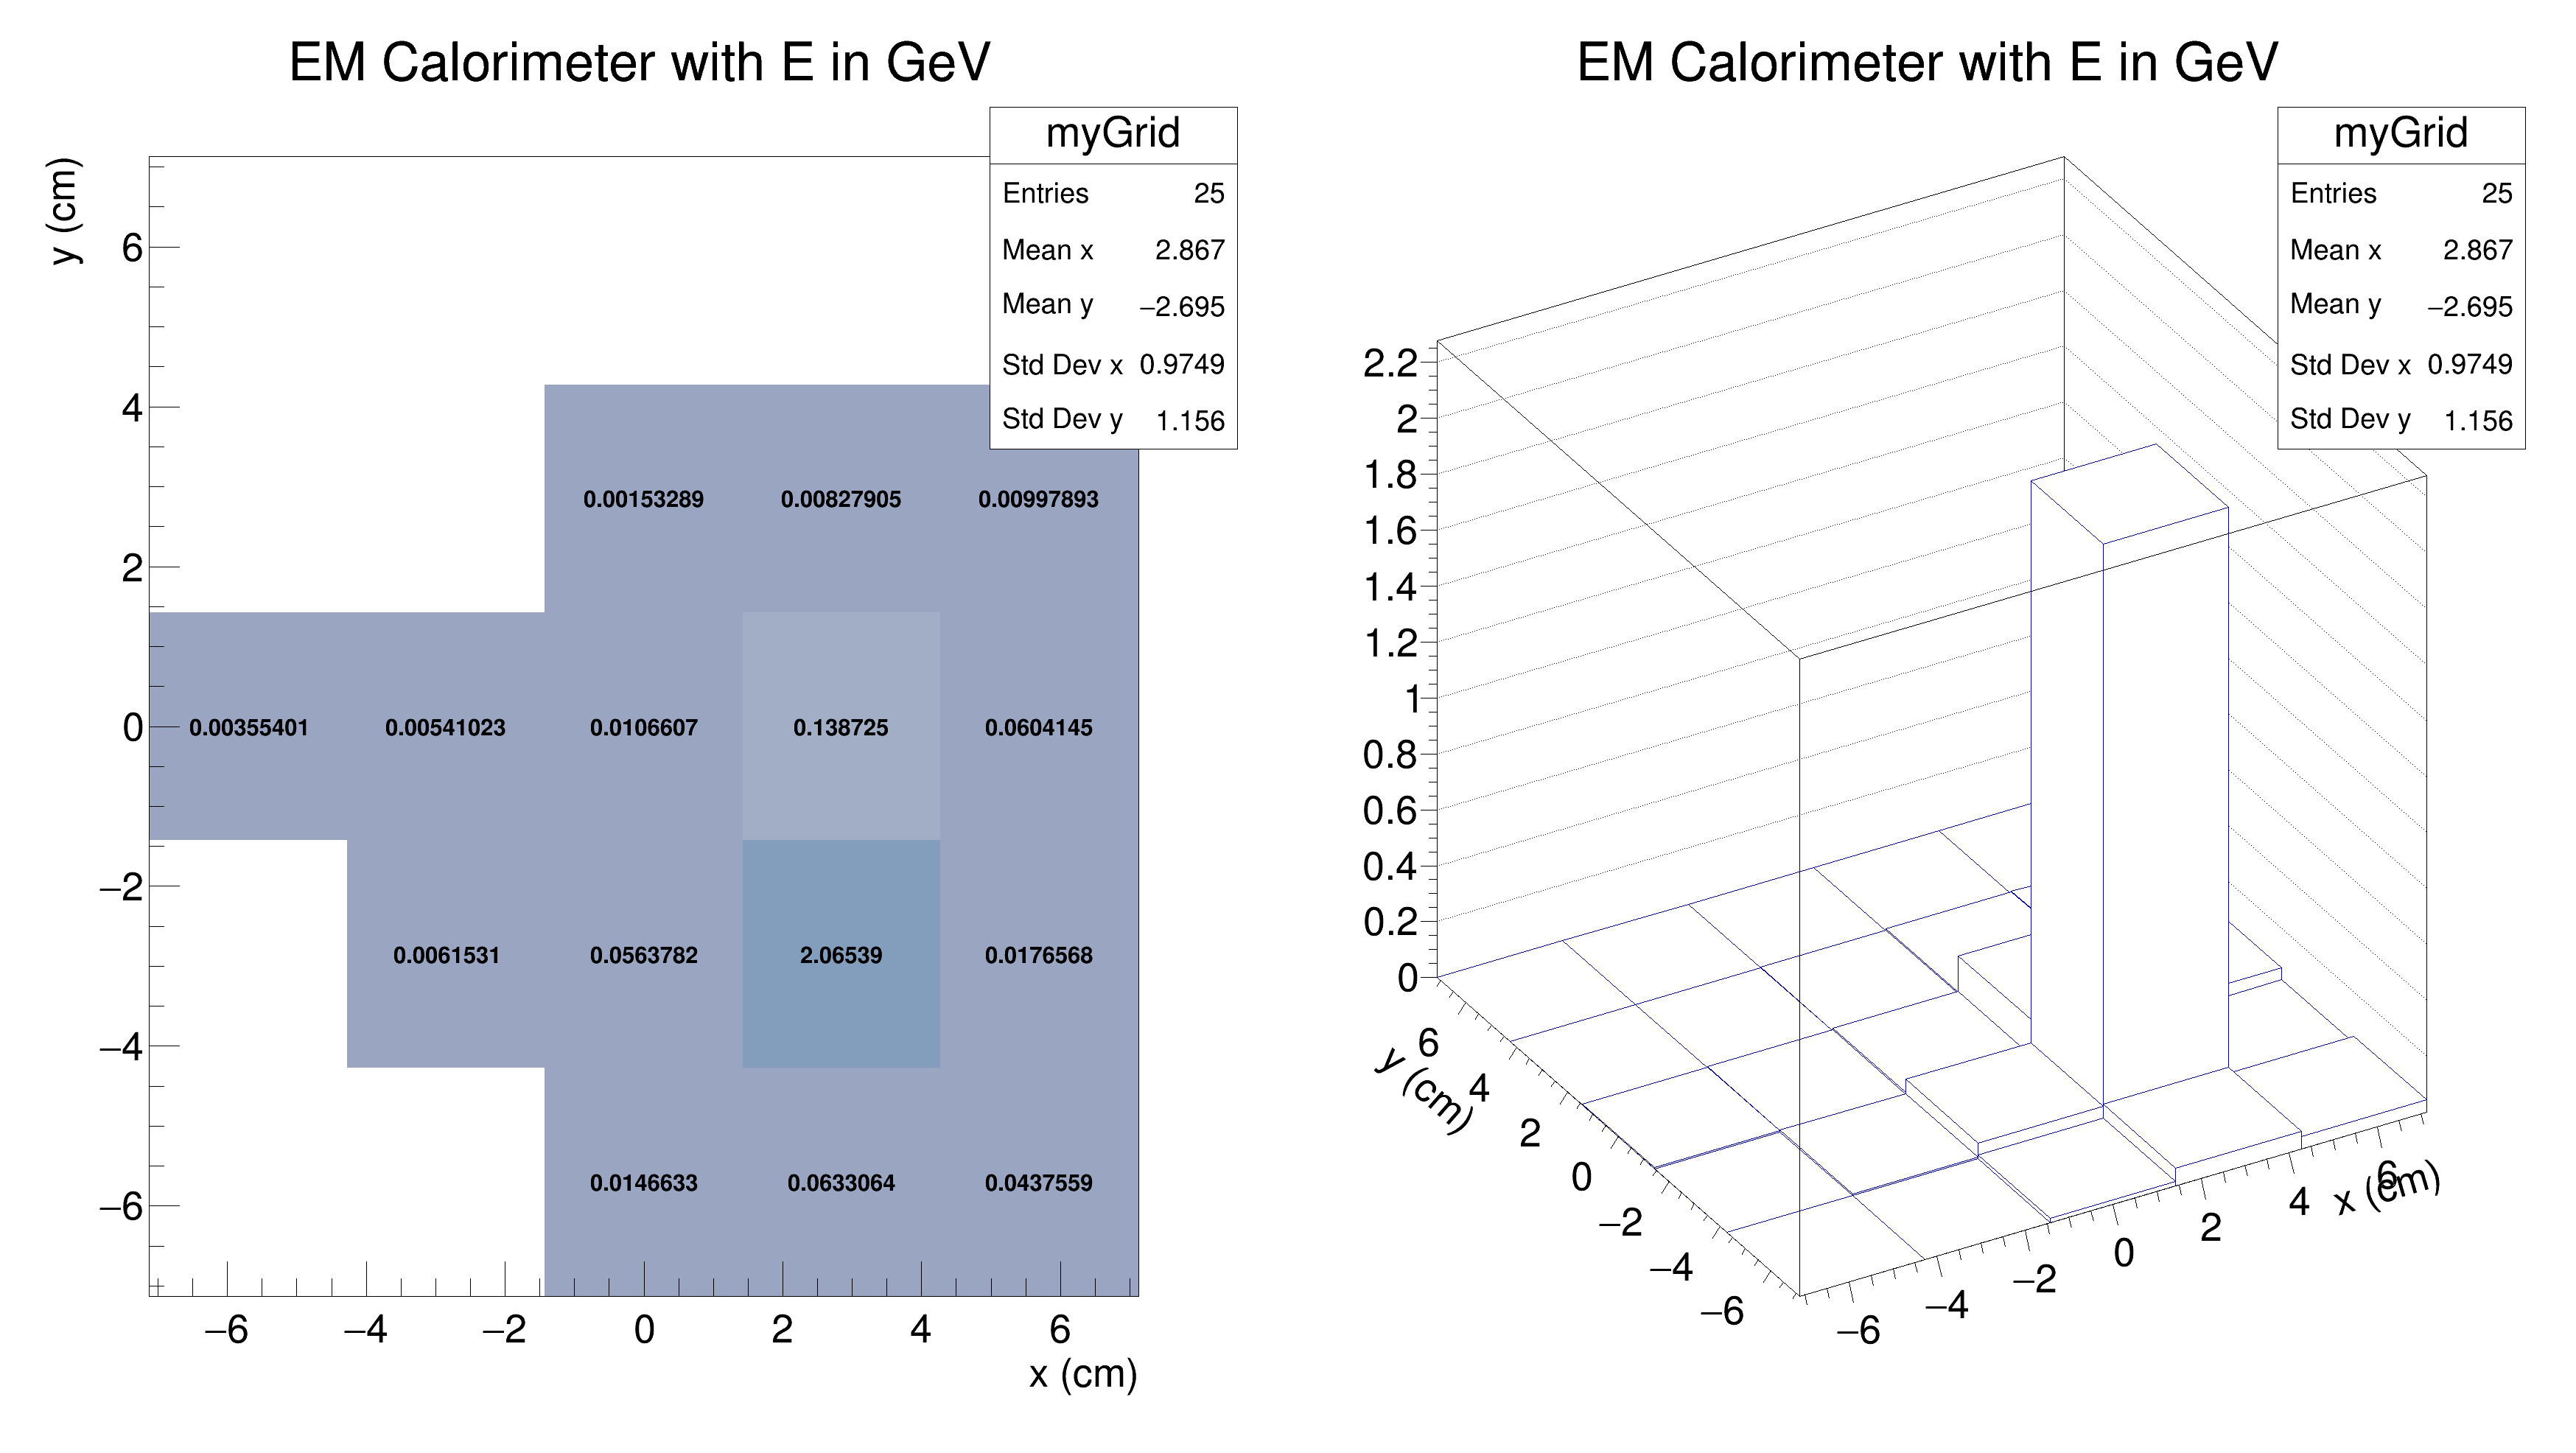 EM Calorimeter with E in GeV
myGrid
Entries 25
Mean x 2.867
Mean y −2.695
Std Dev x 0.9749
Std Dev y 1.156
y (cm)
6
4
2
0
−2
−4
−6
0.00153289 0.00827905 0.00997893
0.00355401 0.00541023 0.0106607 0.138725 0.0604145
0.0061531 0.0563782 2.06539 0.0176568
0.0146633 0.0633064 0.0437559
−6 −4 −2 0 2 4 6
x (cm)
EM Calorimeter with E in GeV
myGrid
Entries 25
Mean x 2.867
Mean y −2.695
Std Dev x 0.9749
Std Dev y 1.156
2.2
2
1.8
1.6
1.4
1.2
1
0.8
0.6
0.4
0.2
0
y (cm)
6
4
2
0
−2
−4
−6
−6 −4 −2 0 2 4 6
x (cm)